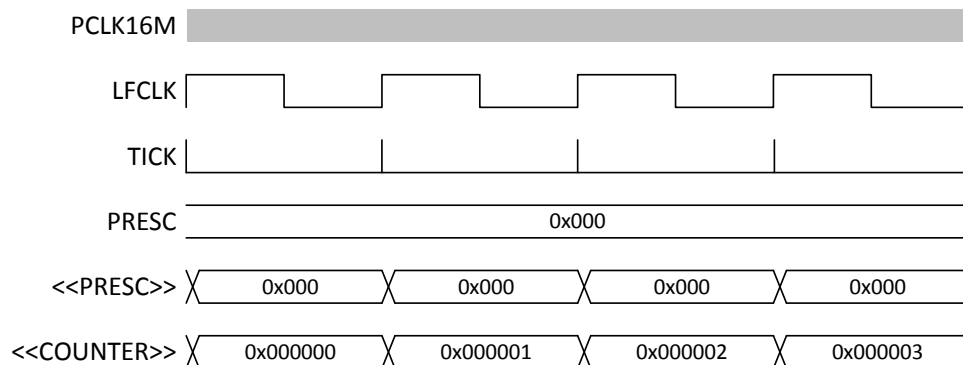 PCLK16M
LFCLK
TICK
PRESC 0x000
<<PRESC>> 0x000 0x000 0x000 0x000
<<COUNTER>> 0x000000 0x000001 0x000002 0x000003